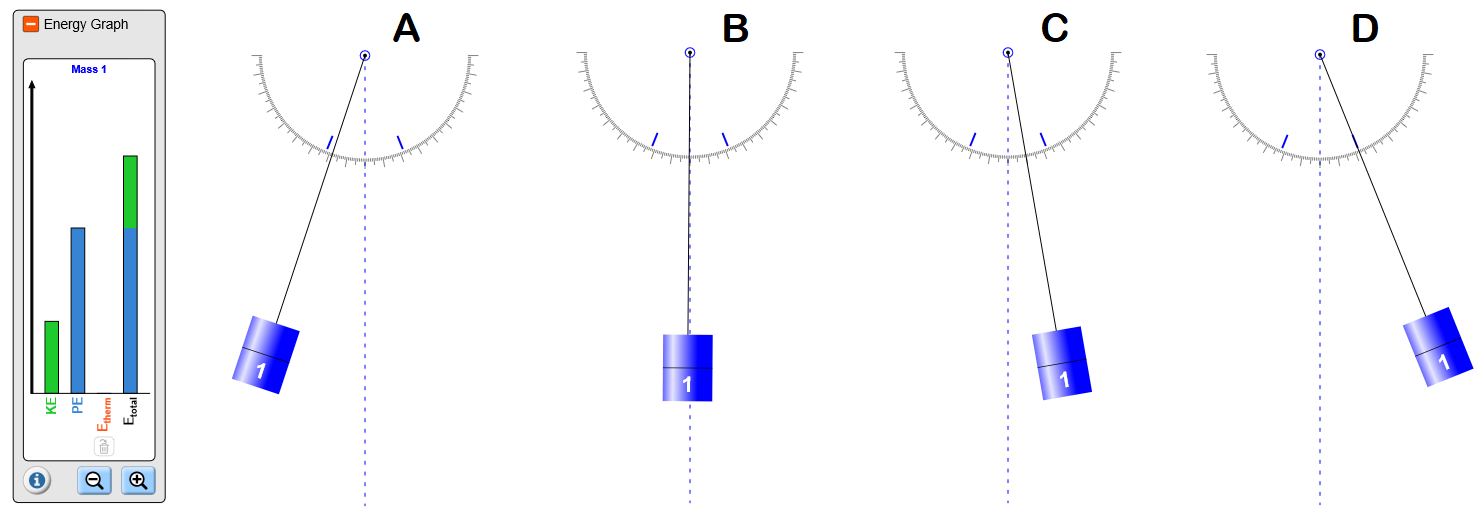 Energy Graph
Mass 1
KE
PE
Etherm
Etotal
A
B
C
D
1
1
1
1